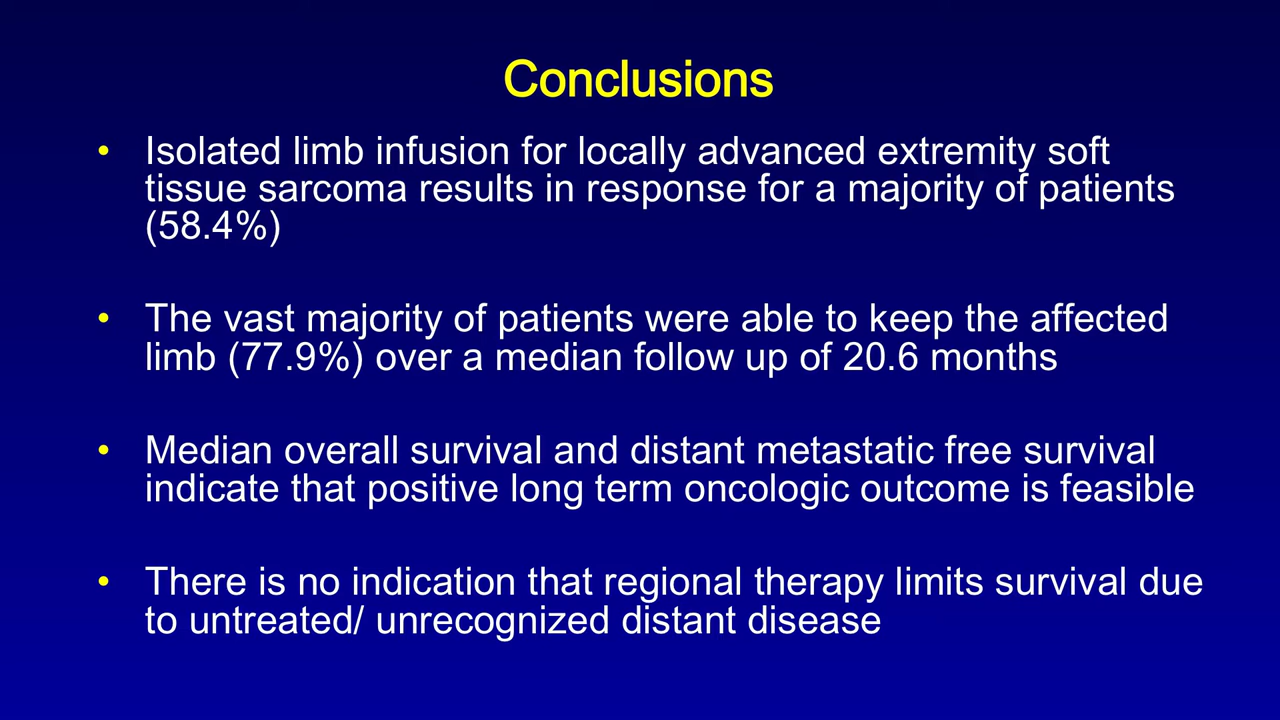 Conclusions
• Isolated limb infusion for locally advanced extremity soft
tissue sarcoma results in response for a majority of patients
(58.4%)
• The vast majority of patients were able to keep the affected
limb (77.9%) over a median follow up of 20.6 months
• Median overall survival and distant metastatic free survival
indicate that positive long term oncologic outcome is feasible
• There is no indication that regional therapy limits survival due
to untreated/ unrecognized distant disease